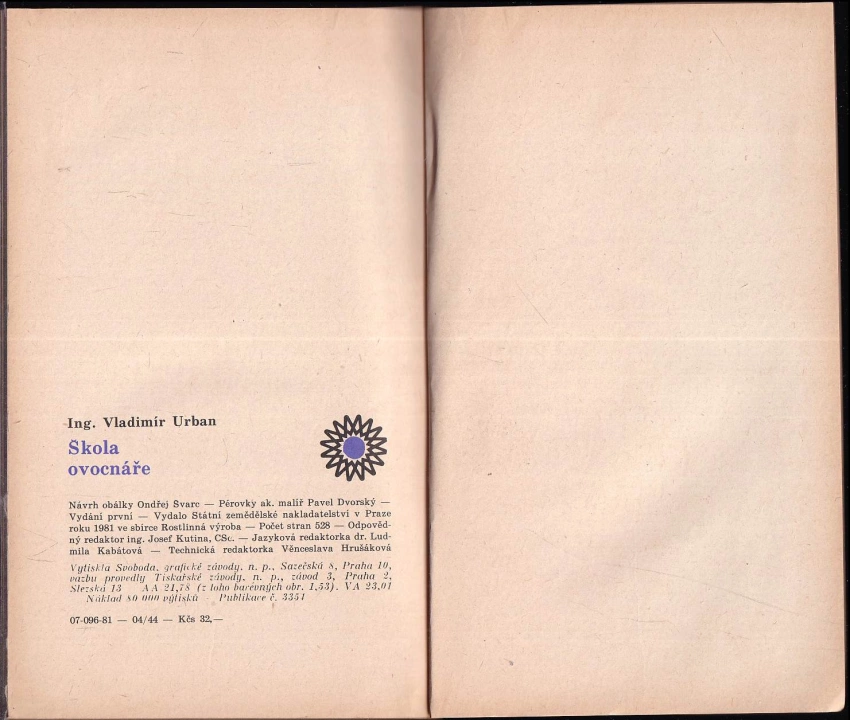 Ing. Vladimír Urban
Škola
ovocnáře
Návrh obálky Ondřej Švarc — Pérovky ak. malíř Pavel Dvorský —
Vydání první — Vydalo Státní zemědělské nakladatelství v Praze
roku 1981 ve sbírce Rostlinná výroba — Počet stran 528 — Odpověd-
ný redaktor ing. Josef Kutina, CSc. — Jazyková redaktorka dr. Lud-
mila Kabátová — Technická redaktorka Věnceslava Hrušáková
Vytiskla Svoboda, grafické závody, n. p., Sazečská 8, Praha 10,
vazbu provedly Tiskařské závody, n. p., závod 3, Praha 2,
Slezská 13 — AA 21,78 (z toho barevných obr. 1,53). VA 23,01
Náklad 80 000 výtisků — Publikace č. 3351
07-096-81 — 04/44 — Kčs 32,—